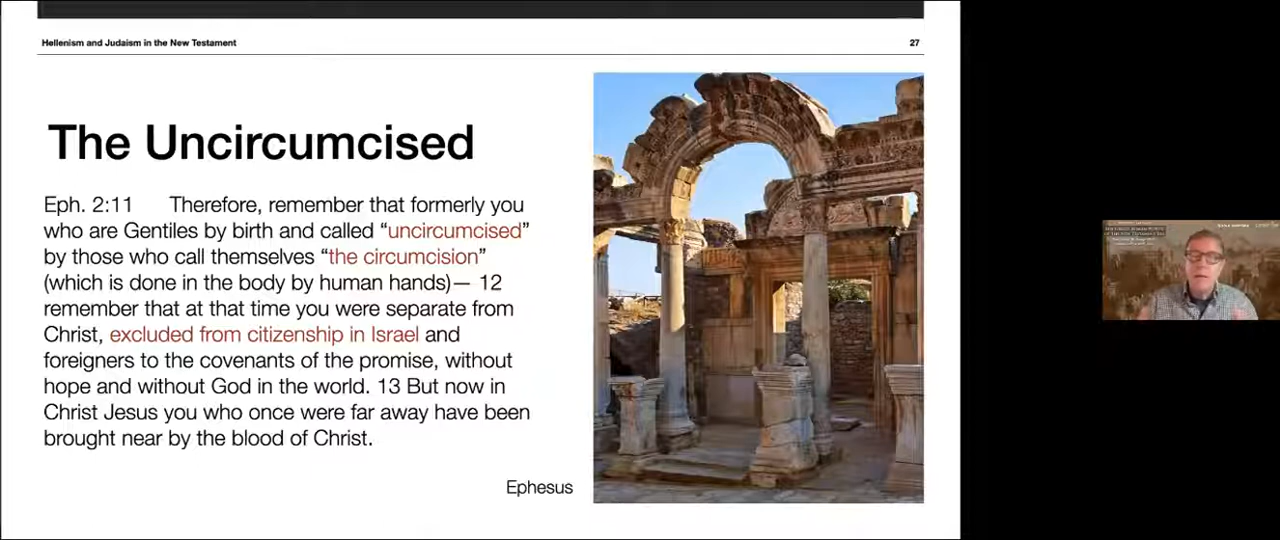 Hellenism and Judaism in the New Testament
27
The Uncircumcised
Eph. 2:11 Therefore, remember that formerly you
who are Gentiles by birth and called “uncircumcised”
by those who call themselves “the circumcision”
(which is done in the body by human hands)— 12
remember that at that time you were separate from
Christ, excluded from citizenship in Israel and
foreigners to the covenants of the promise, without
hope and without God in the world. 13 But now in
Christ Jesus you who once were far away have been
brought near by the blood of Christ.
Ephesus